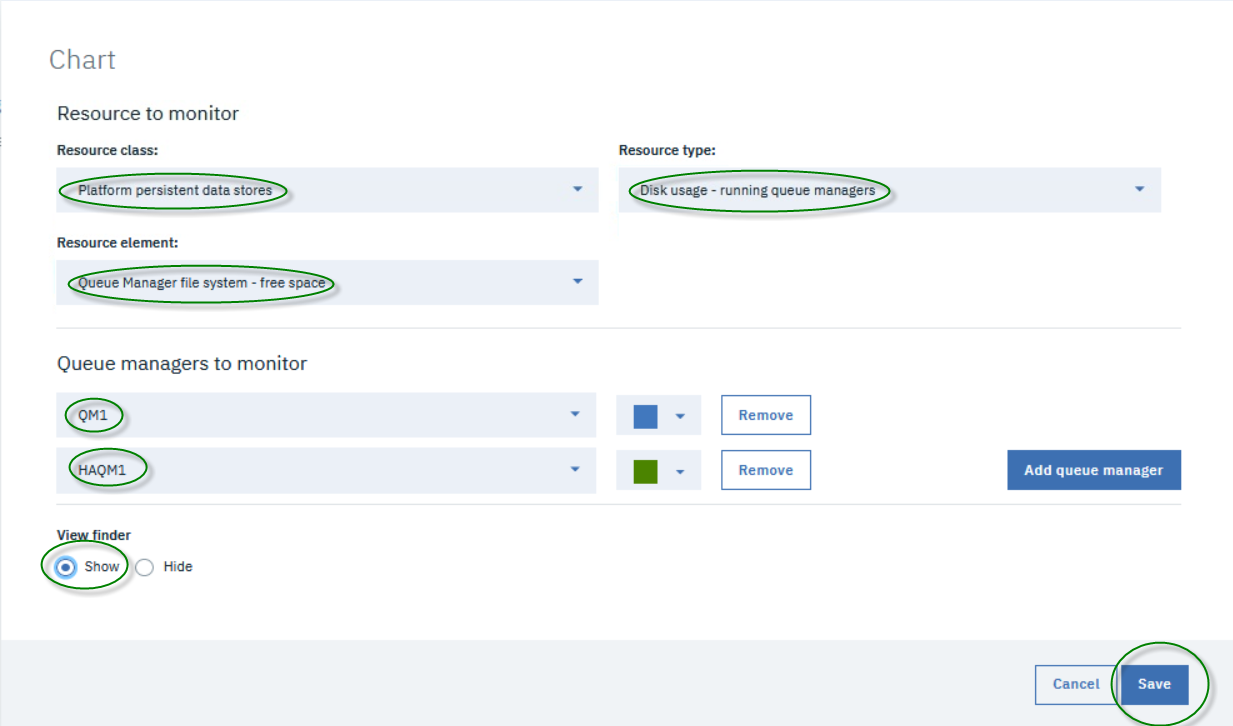 Chart
Resource to monitor
Resource class: Resource type:
Platform persistent data stores Disk usage - running queue managers
Resource element:
Queue Manager file system - free space
Queue managers to monitor
QM1 Remove
HAQM1 Remove Add queue manager
View finder
Show Hide
Cancel Save